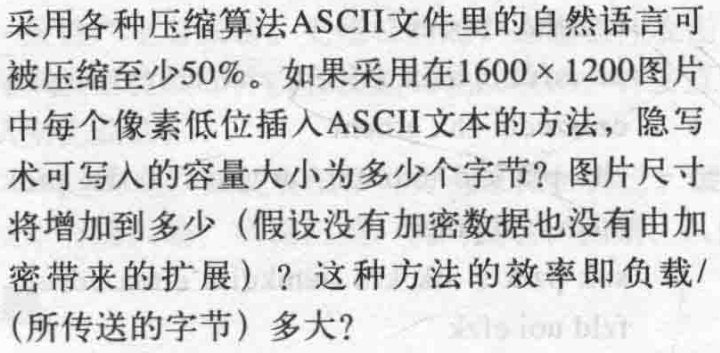 采用各种压缩算法ASCII文件里的自然语言可
被压缩至少50%。如果采用在1600×1200图片
中每个像素低位插入ASCII文本的方法，隐写
术可写入的容量大小为多少个字节？图片尺寸
将增加到多少（假设没有加密数据也没有由加
密带来的扩展）？这种方法的效率即负载/
（所传送的字节）多大？